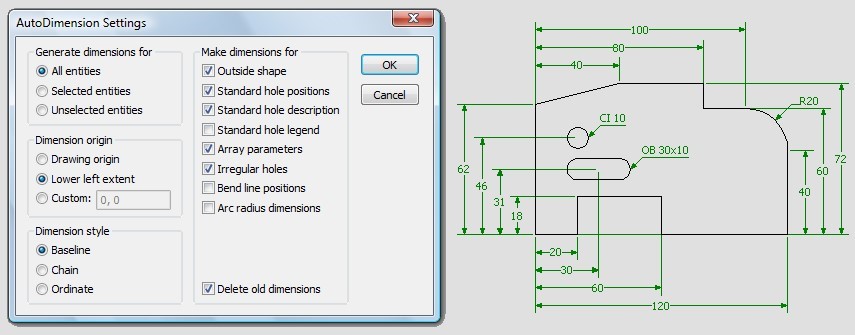 AutoDimension Settings
Generate dimensions for
All entities
Selected entities
Unselected entities
Dimension origin
Drawing origin
Lower left extent
Custom: 0, 0
Dimension style
Baseline
Chain
Ordinate
Make dimensions for
Outside shape
Standard hole positions
Standard hole description
Standard hole legend
Array parameters
Irregular holes
Bend line positions
Arc radius dimensions
Delete old dimensions
OK
Cancel
100
80
40
R20
CI 10
OB 30x10
62
46
31
18
72
60
40
20
30
60
120